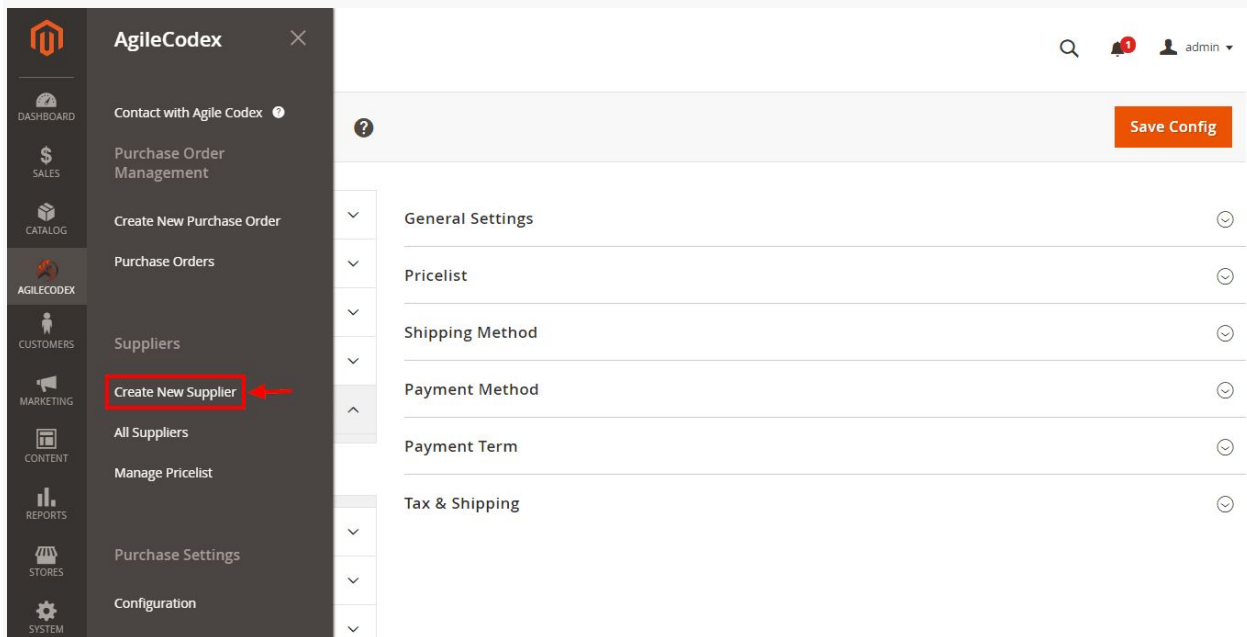 AgileCodex
1
admin
DASHBOARD
SALES
CATALOG
AGILECODEX
CUSTOMERS
MARKETING
CONTENT
REPORTS
STORES
SYSTEM
Contact with Agile Codex ?
Purchase Order
Management
Create New Purchase Order
Purchase Orders
Suppliers
Create New Supplier
All Suppliers
Manage Pricelist
Purchase Settings
Configuration
?
Save Config
General Settings
Pricelist
Shipping Method
Payment Method
Payment Term
Tax & Shipping